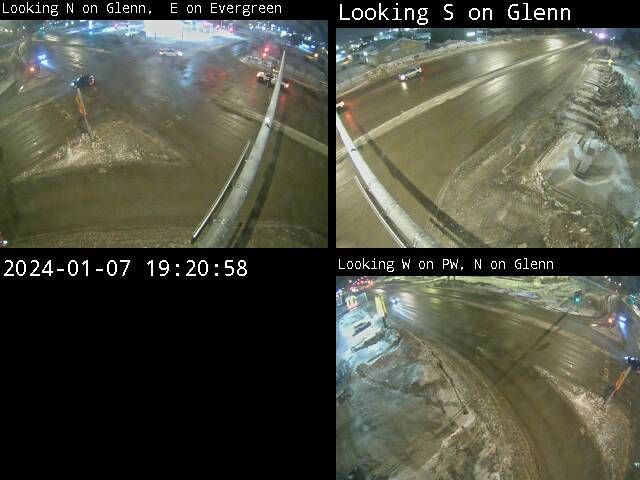 Looking N on Glenn, E on Evergreen
Looking S on Glenn
2024-01-07 19:20:58
Looking W on PW, N on Glenn